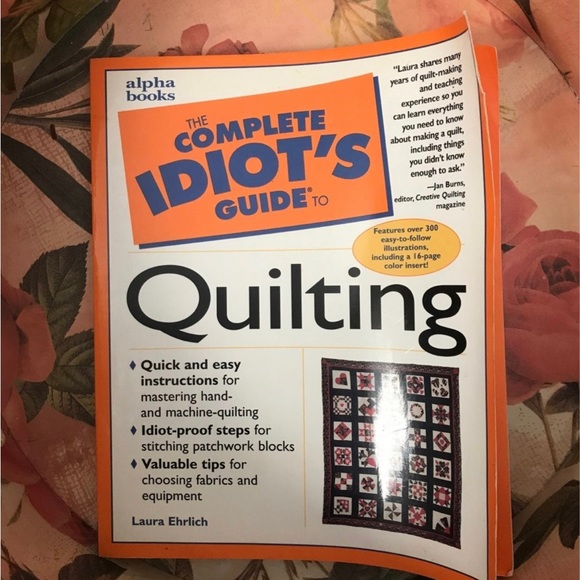 alpha
books
THE
COMPLETE
IDIOT'S
GUIDE® TO
"Laura shares many
years of quilt-making
and teaching
experience so you
can learn everything
you need to know
about making a quilt,
including things
you didn't know
enough to ask."
—Jan Burns,
editor, Creative Quilting
magazine
Features over 300
easy-to-follow
illustrations,
including a 16-page
color insert!
Quilting
♦ Quick and easy
instructions for
mastering hand-
and machine-quilting
♦ Idiot-proof steps for
stitching patchwork blocks
♦ Valuable tips for
choosing fabrics and
equipment
Laura Ehrlich